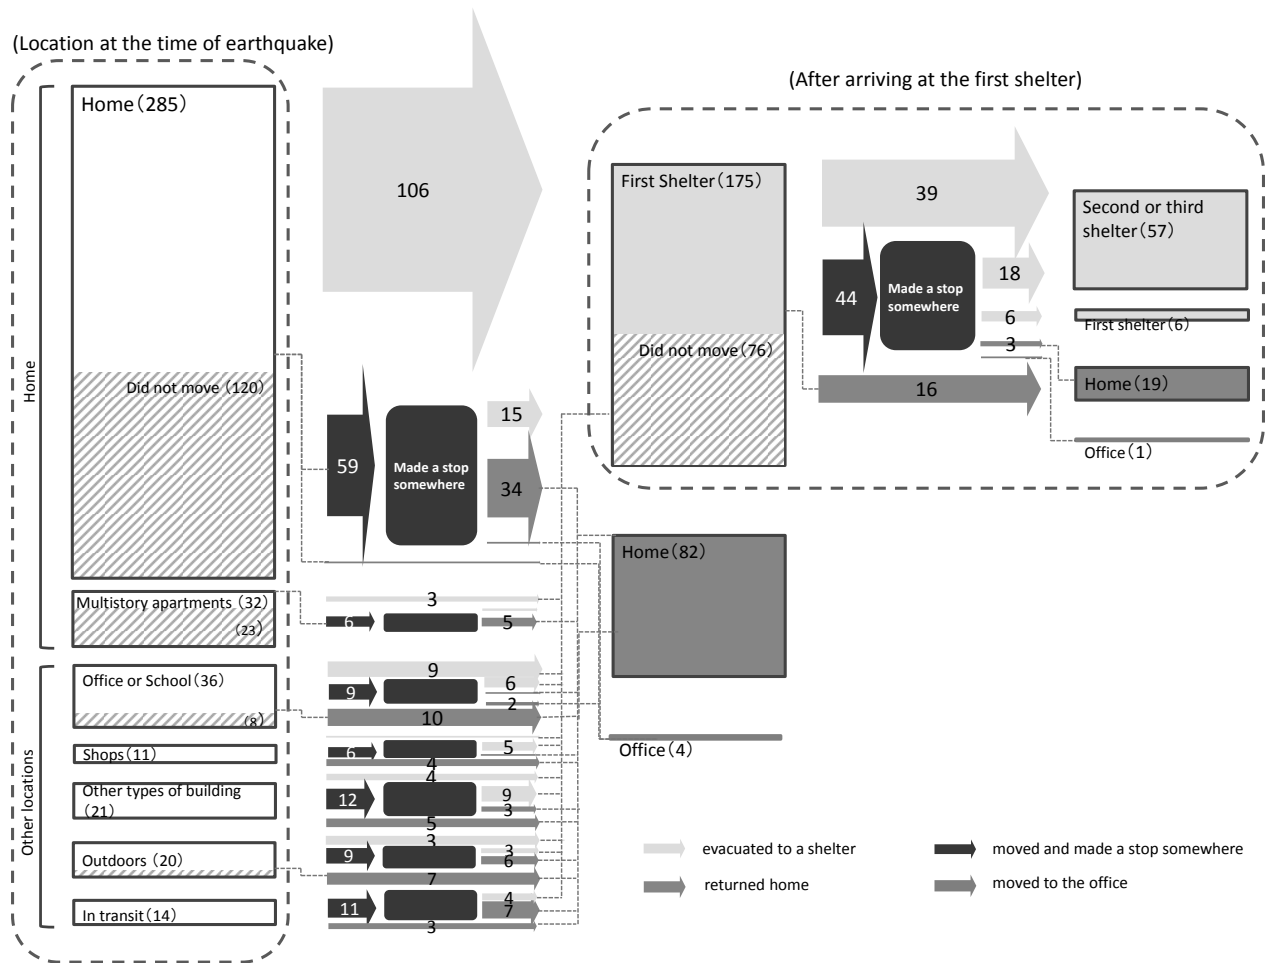 (Location at the time of earthquake)
Home(285)
Did not move (120)
Multistory apartments (32)
(23)
Home
Office or School(36)
(8)
Shops(11)
Other types of building
(21)
Outdoors (20)
In transit(14)
Other locations
106
59
Made a stop
somewhere
15
34
3
6
5
9
9
6
2
10
6
5
4
4
12
9
3
5
3
9
3
6
7
11
4
7
3
(After arriving at the first shelter)
First Shelter(175)
Did not move(76)
39
44
Made a stop
somewhere
18
6
3
16
Second or third
shelter(57)
First shelter(6)
Home(19)
Office(1)
Home(82)
Office(4)
evacuated to a shelter
moved and made a stop somewhere
returned home
moved to the office